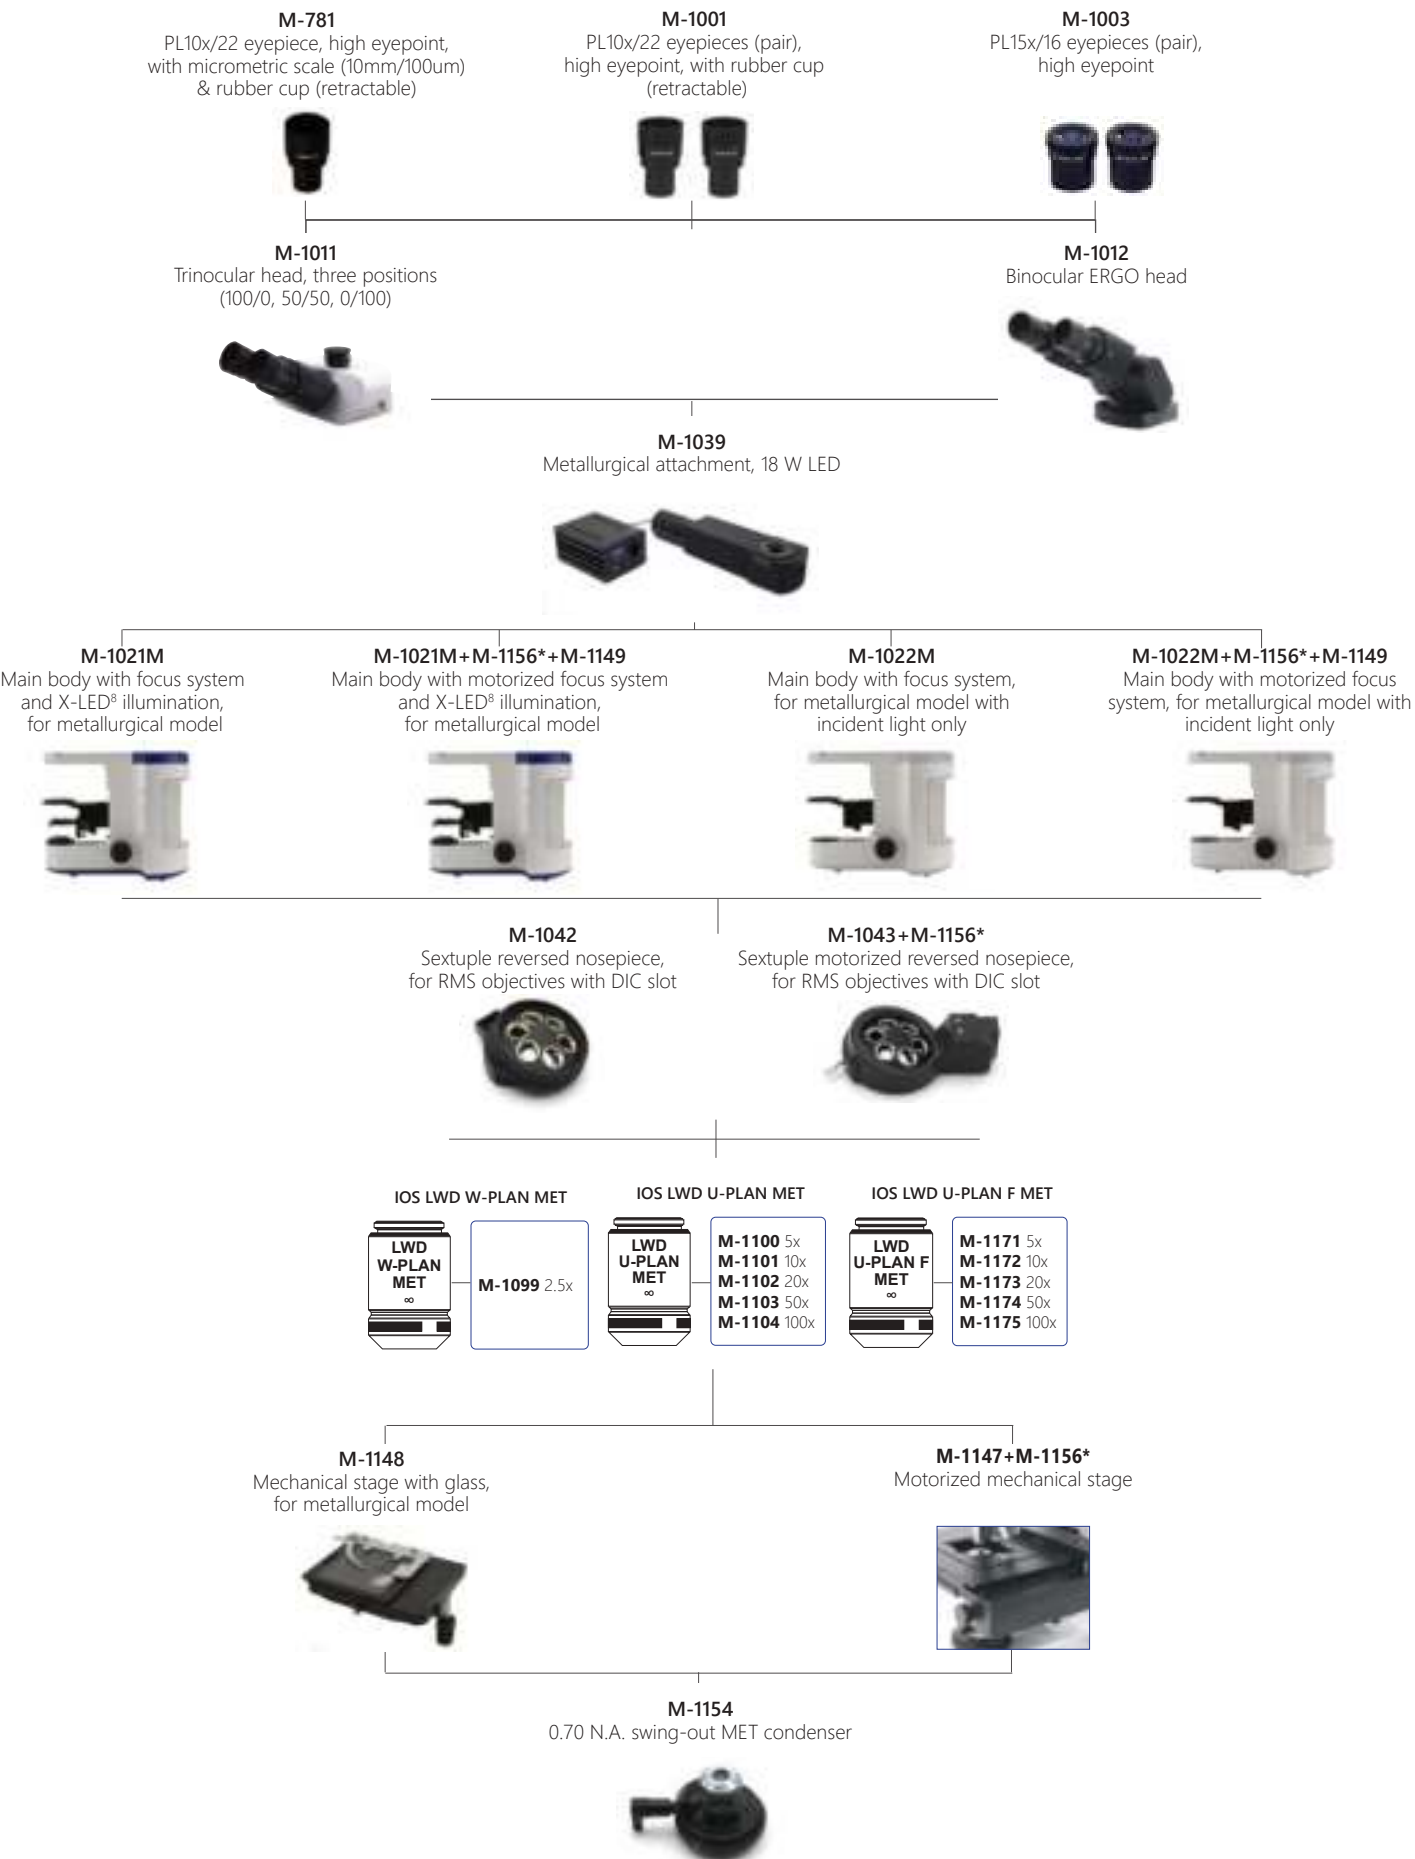 M-781
PL10x/22 eyepiece, high eyepoint,
with micrometric scale (10mm/100um)
& rubber cup (retractable)
M-1001
PL10x/22 eyepieces (pair),
high eyepoint, with rubber cup
(retractable)
M-1003
PL15x/16 eyepieces (pair),
high eyepoint
M-1011
Trinocular head, three positions
(100/0, 50/50, 0/100)
M-1012
Binocular ERGO head
M-1039
Metallurgical attachment, 18 W LED
M-1021M
Main body with focus system
and X-LED⁸ illumination,
for metallurgical model
M-1021M+M-1156*+M-1149
Main body with motorized focus system
and X-LED⁸ illumination,
for metallurgical model
M-1022M
Main body with focus system,
for metallurgical model with
incident light only
M-1022M+M-1156*+M-1149
Main body with motorized focus
system, for metallurgical model with
incident light only
M-1042
Sextuple reversed nosepiece,
for RMS objectives with DIC slot
M-1043+M-1156*
Sextuple motorized reversed nosepiece,
for RMS objectives with DIC slot
IOS LWD W-PLAN MET
LWD
W-PLAN
MET
∞
M-1099 2.5x
IOS LWD U-PLAN MET
LWD
U-PLAN
MET
∞
M-1100 5x
M-1101 10x
M-1102 20x
M-1103 50x
M-1104 100x
IOS LWD U-PLAN F MET
LWD
U-PLAN F
MET
∞
M-1171 5x
M-1172 10x
M-1173 20x
M-1174 50x
M-1175 100x
M-1148
Mechanical stage with glass,
for metallurgical model
M-1147+M-1156*
Motorized mechanical stage
M-1154
0.70 N.A. swing-out MET condenser